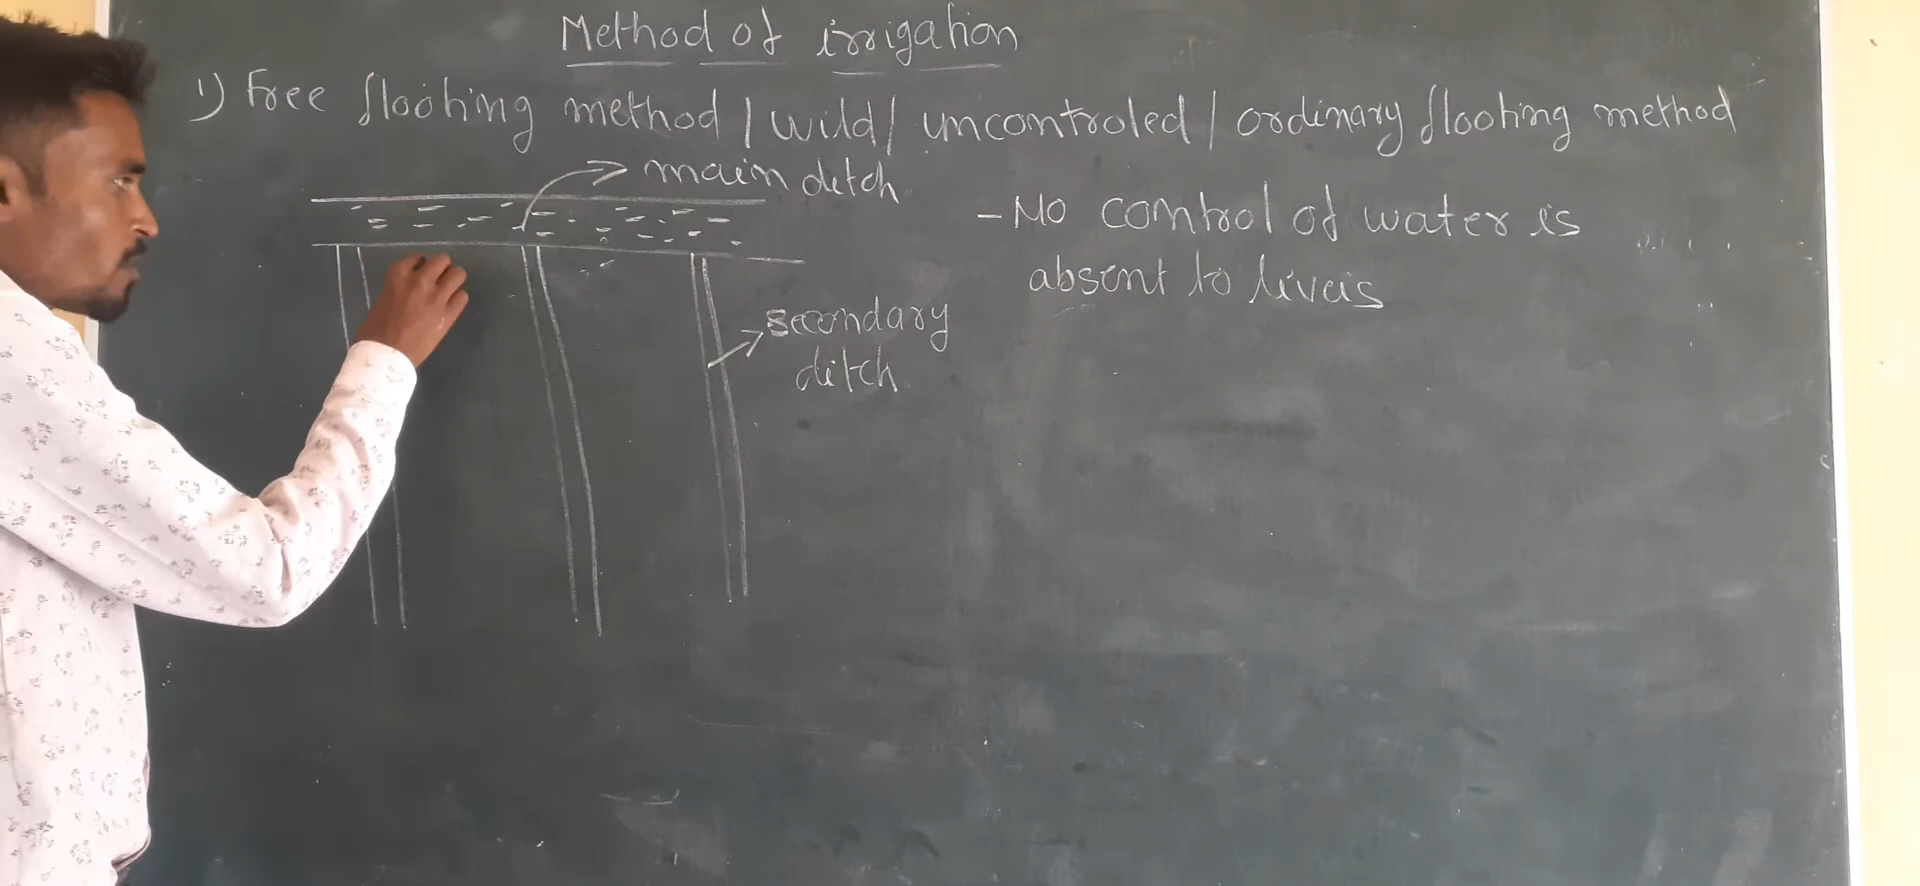 Method of irrigation
1) Free flooting method / wild / uncontroled / ordinary flooting method
main ditch
- No control of water is
absent to liveis
secondary
ditch